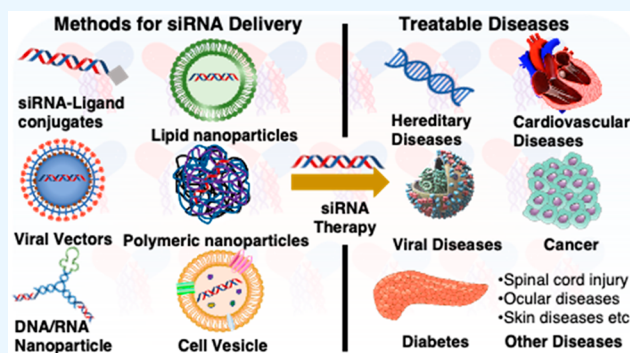 Methods for siRNA Delivery
siRNA-Ligand
conjugates
Lipid nanoparticles
Viral Vectors
Polymeric nanoparticles
DNA/RNA
Nanoparticle
Cell Vesicle
siRNA
Therapy
Treatable Diseases
Hereditary
Diseases
Cardiovascular
Diseases
Viral Diseases
Cancer
Diabetes
•Spinal cord injury
•Ocular diseases
•Skin diseases etc
Other Diseases